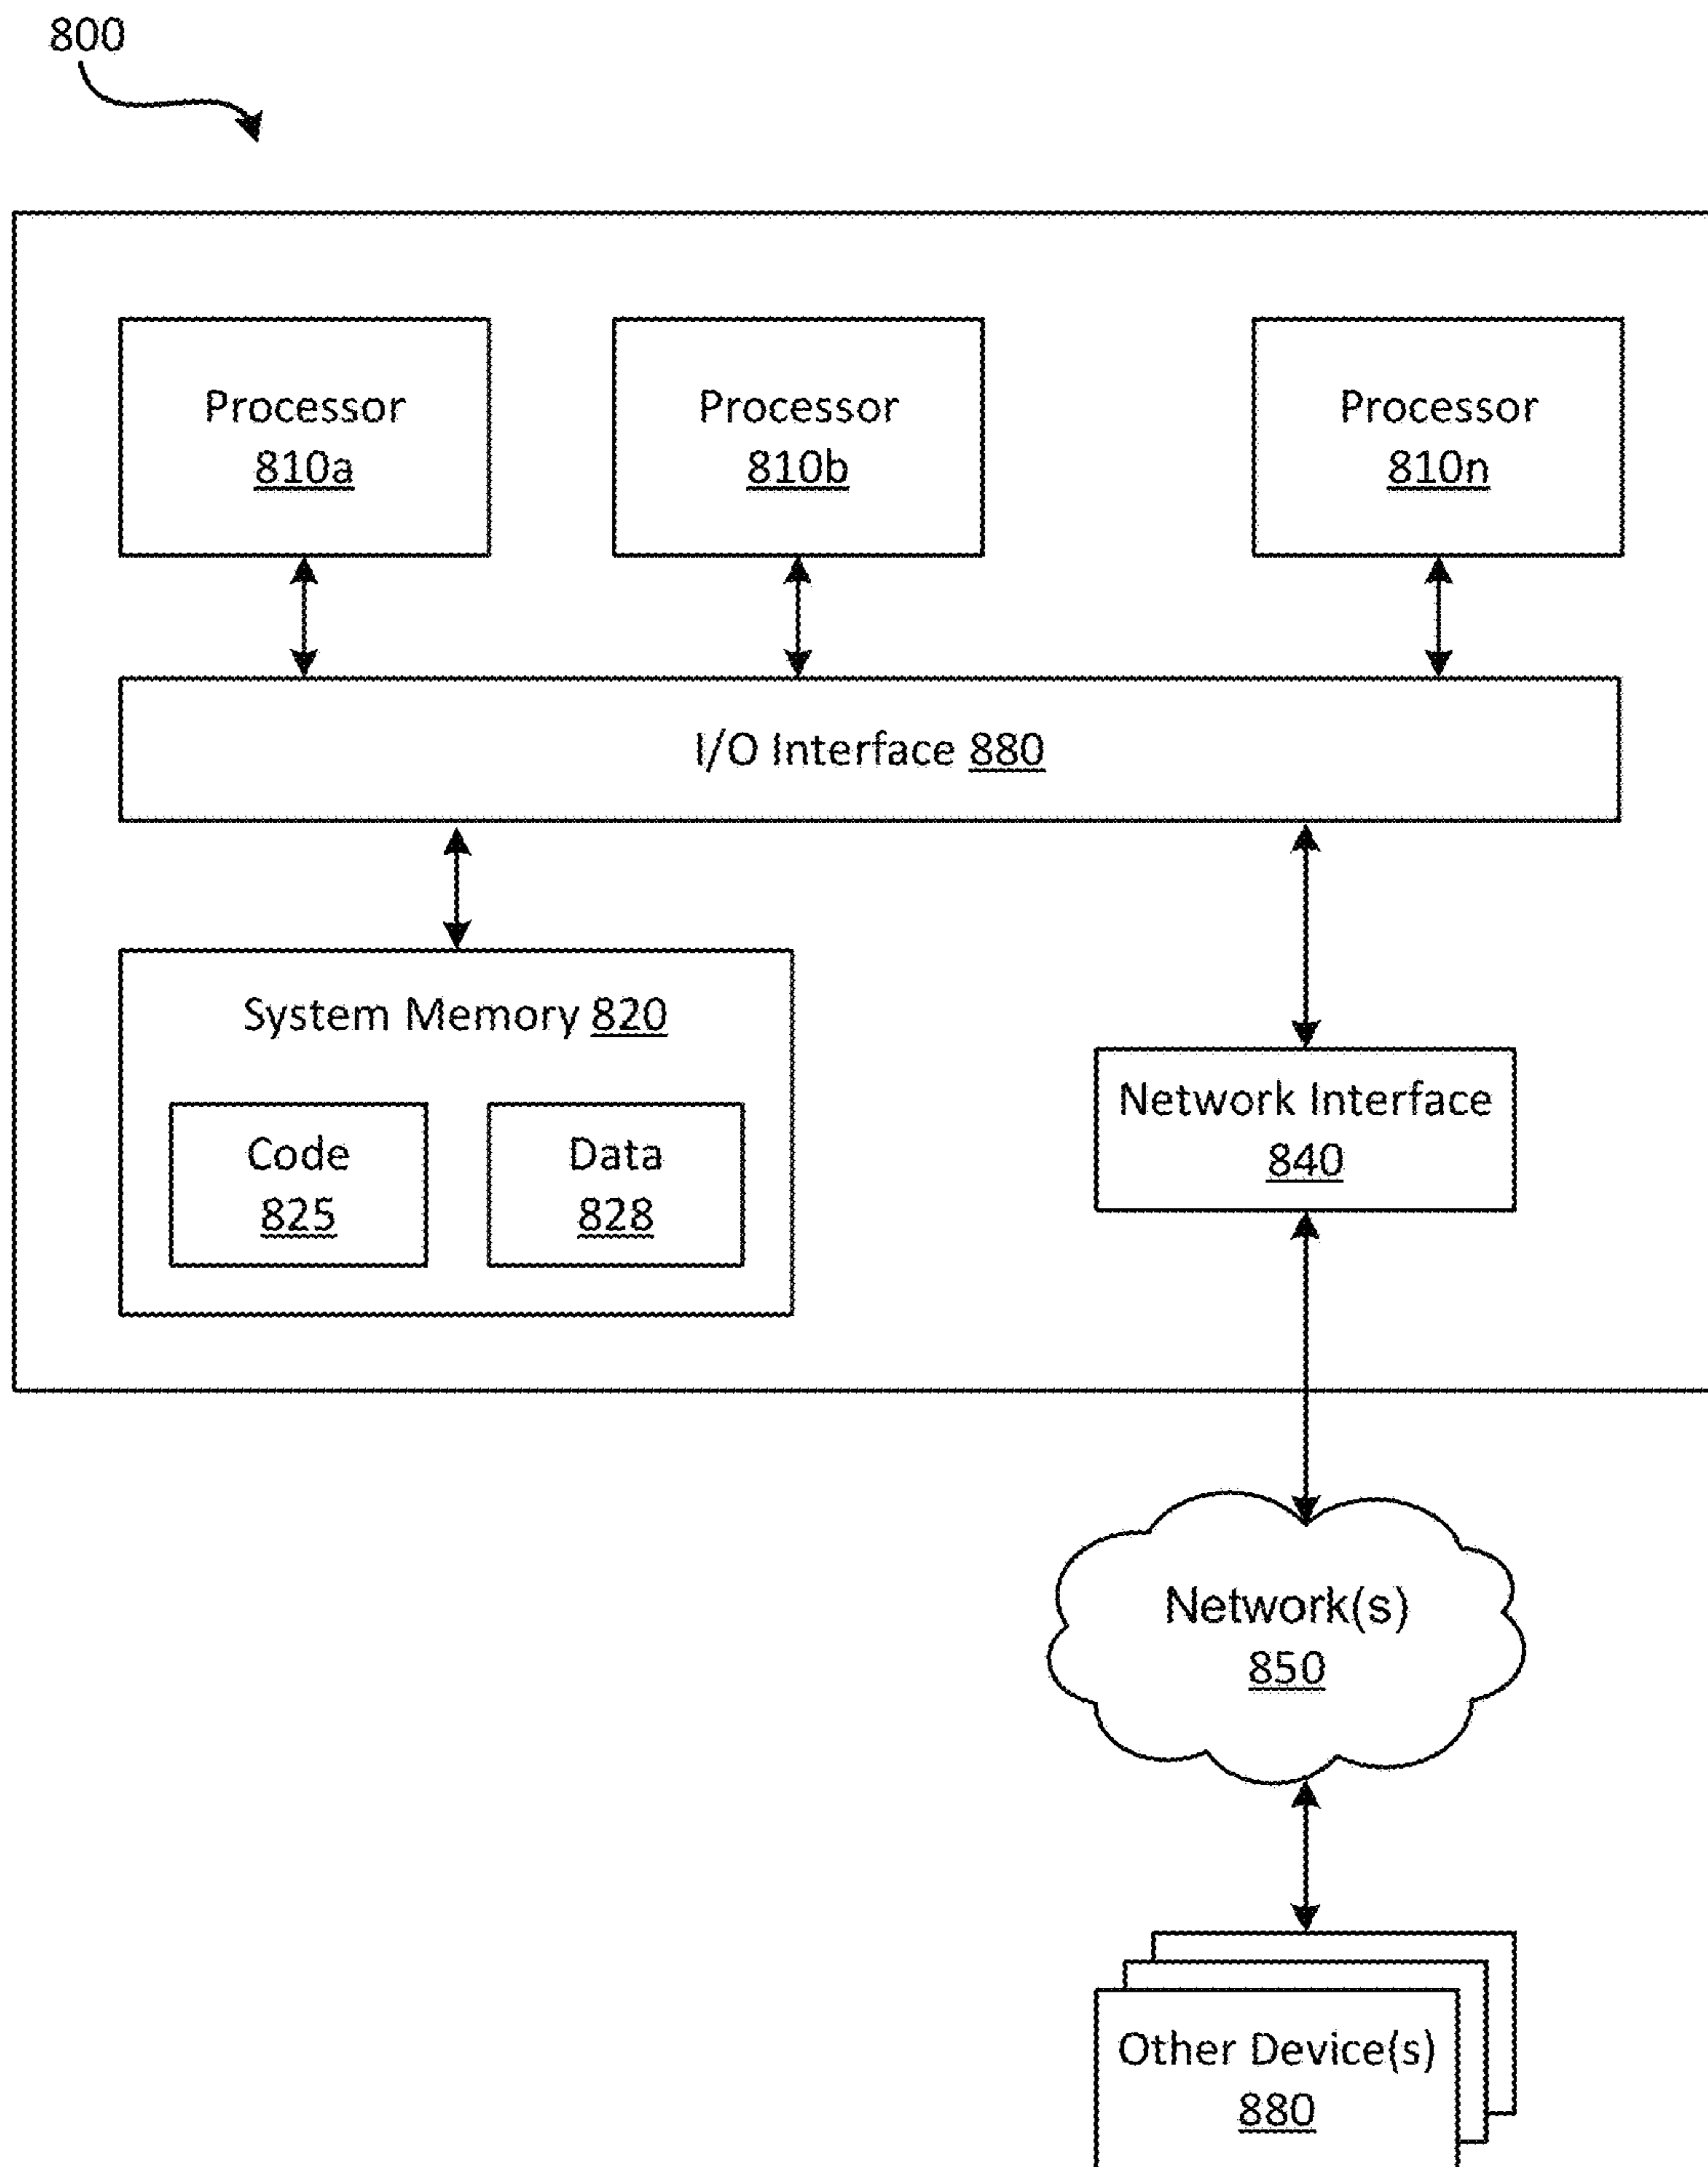 800
Processor
810a
Processor
810b
Processor
810n
I/O Interface 880
System Memory 820
Code
825
Data
828
Network Interface
840
Network(s)
850
Other Device(s)
880